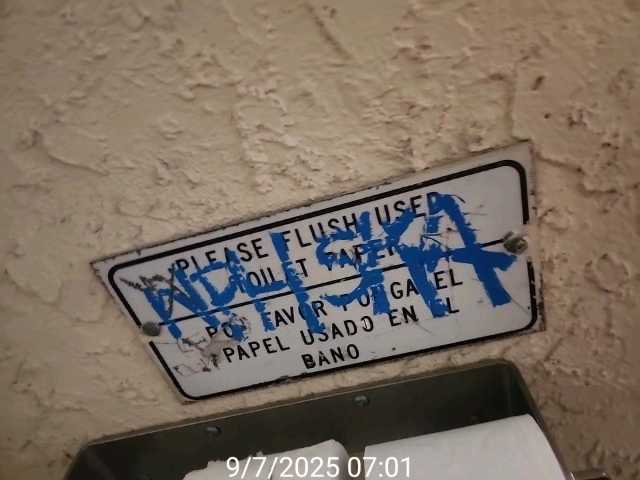 PLEASE FLUSH USED
TOILET PAPER
POR FAVOR PONGA EL
PAPEL USADO EN EL
BANO
9/7/2025 07:01